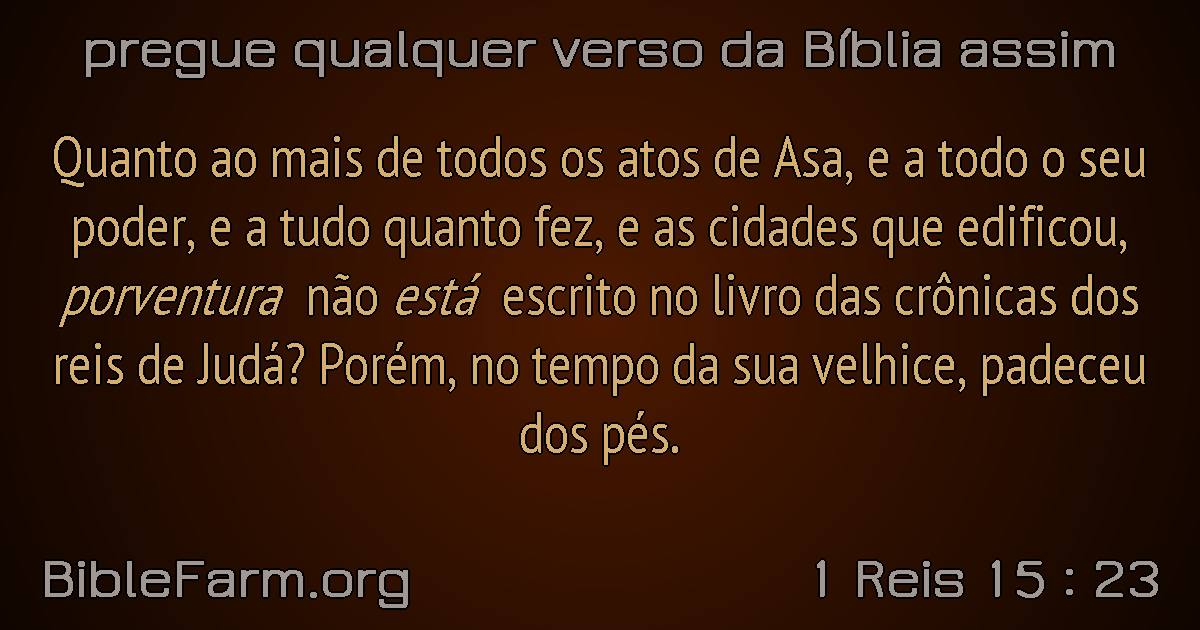 pregue qualquer verso da Bíblia assim
Quanto ao mais de todos os atos de Asa, e a todo o seu
poder, e a tudo quanto fez, e as cidades que edificou,
porventura não está escrito no livro das crônicas dos
reis de Judá? Porém, no tempo da sua velhice, padeceu
dos pés.
BibleFarm.org
1 Reis 15 : 23